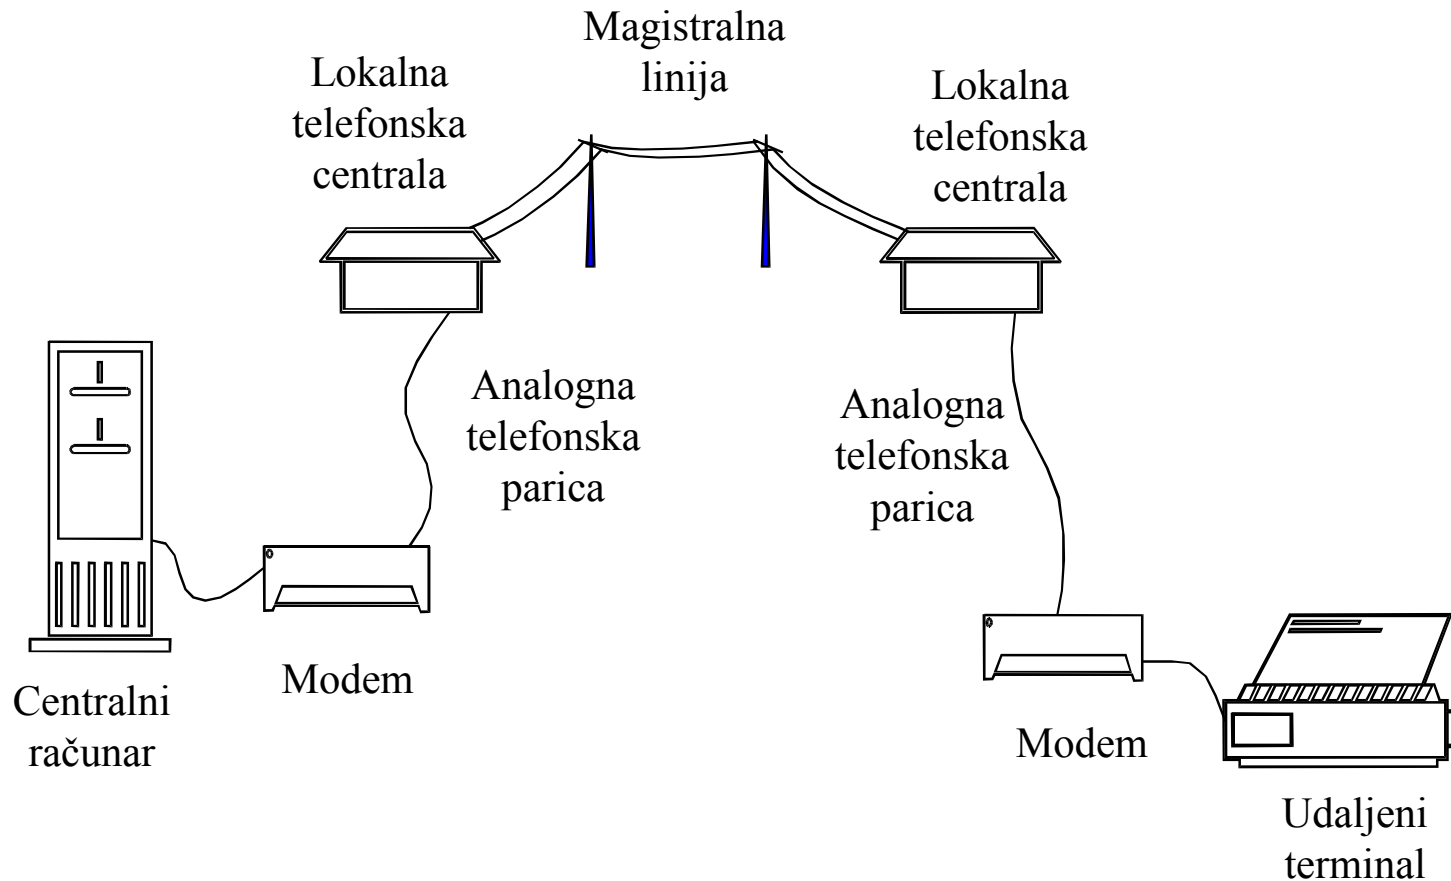 Magistralna
linija
Lokalna
telefonska
centrala
Lokalna
telefonska
centrala
Analogna
telefonska
parica
Analogna
telefonska
parica
Centralni
računar
Modem
Modem
Udaljeni
terminal